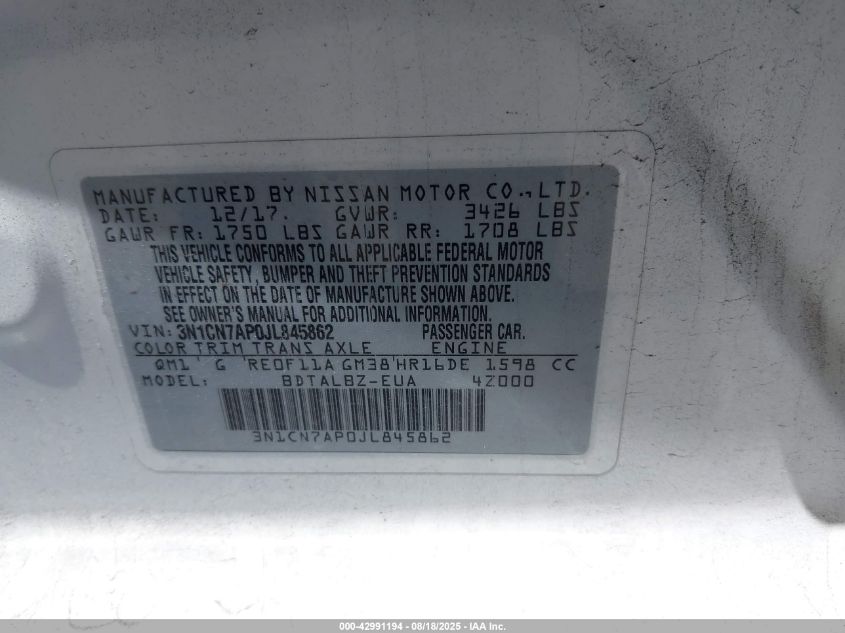 MANUFACTURED BY NISSAN MOTOR CO., LTD.
DATE: 12/17. GVWR: 3426 LBS
GAWR FR: 1750 LBS GAWR RR: 1708 LBS
THIS VEHICLE CONFORMS TO ALL APPLICABLE FEDERAL MOTOR
VEHICLE SAFETY, BUMPER AND THEFT PREVENTION STANDARDS
IN EFFECT ON THE DATE OF MANUFACTURE SHOWN ABOVE.
SEE OWNER'S MANUAL FOR ADDITIONAL INFORMATION.
VIN: 3N1CN7AP0JL845862 PASSENGER CAR.
COLOR TRIM TRANS AXLE ENGINE
QM1 G RE0F11A GM38 HR16DE 1598 CC
MODEL: BDTALBZ-EUA 4Z000
3N1CN7AP0JL845862
000-42991194 - 08/18/2025 - IAA Inc.